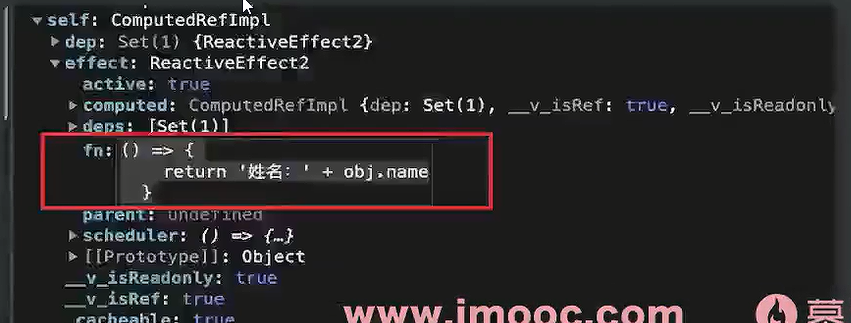 ▼self: ComputedRefImpl
▶dep: Set(1) {ReactiveEffect2}
▼effect: ReactiveEffect2
active: true
▶computed: ComputedRefImpl {dep: Set(1), __v_isRef: true, __v_isReadonly
▶deps: [Set(1)]
fn: () => {
return '姓名：' + obj.name
}
parent: undefined
▶scheduler: () => {…}
▶[[Prototype]]: Object
__v_isReadonly: true
__v_isRef: true
_cacheable: true
www.imooc.com 慕